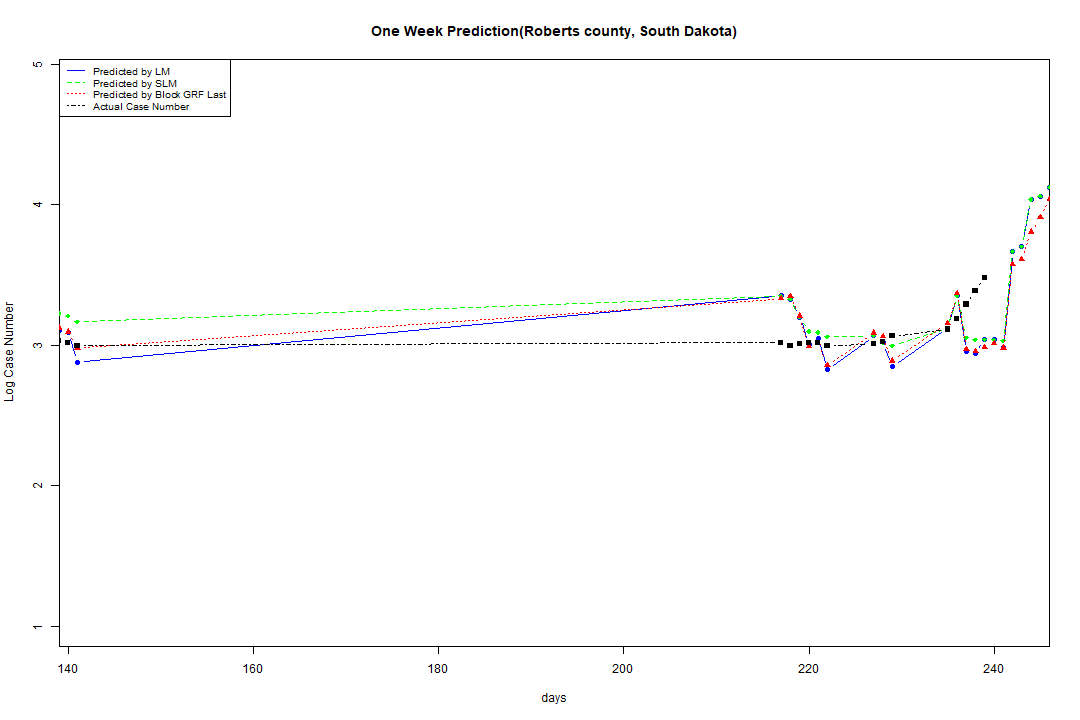 One Week Prediction(Roberts county, South Dakota)
5
Predicted by LM
Predicted by SLM
Predicted by Block GRF Last
Actual Case Number
4
3
2
1
Log Case Number
140 160 180 200 220 240
days